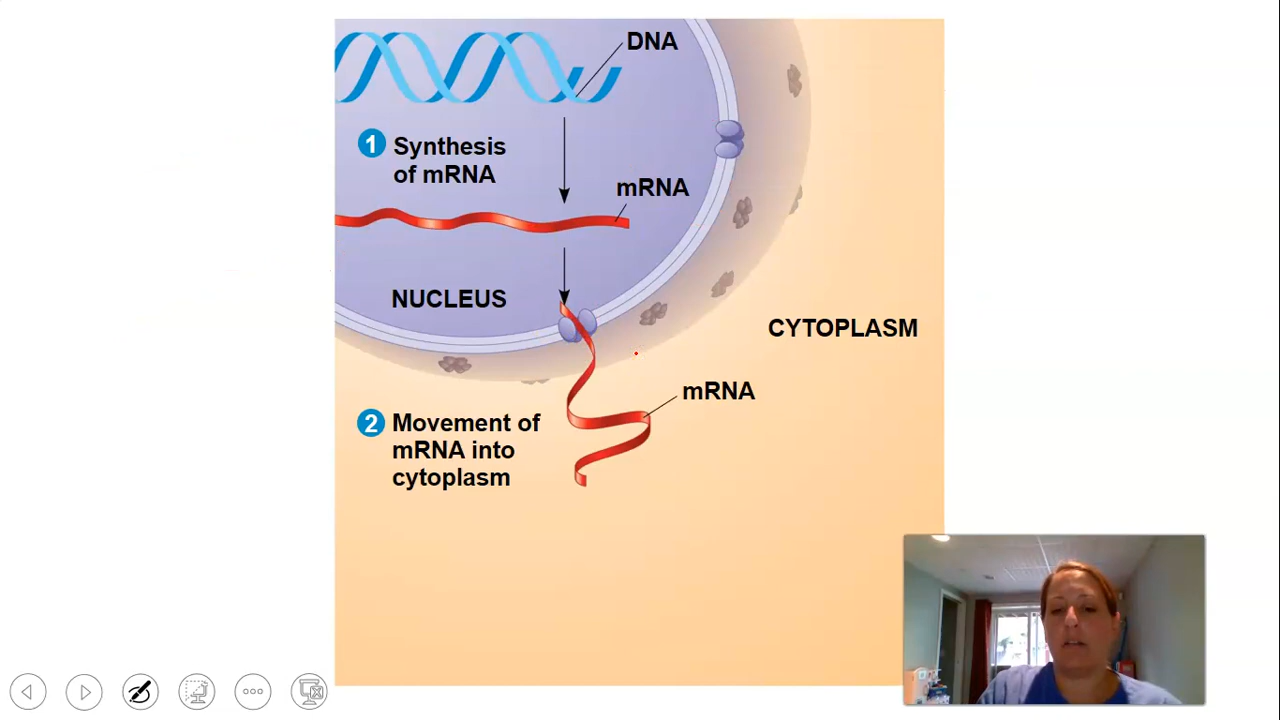 DNA
1 Synthesis
of mRNA
mRNA
NUCLEUS
CYTOPLASM
mRNA
2 Movement of
mRNA into
cytoplasm